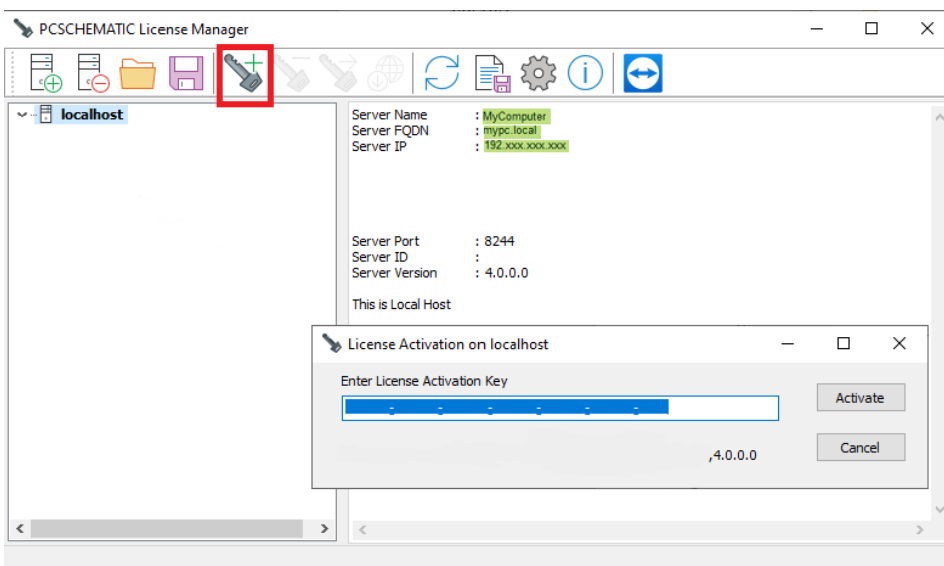 PCSCHEMATIC License Manager
localhost
Server Name : MyComputer
Server FQDN : mypc.local
Server IP : 192.xxx.xxx.xxx
Server Port : 8244
Server ID :
Server Version : 4.0.0.0
This is Local Host
License Activation on localhost
Enter License Activation Key
- - - - - -
Activate
,4.0.0.0
Cancel